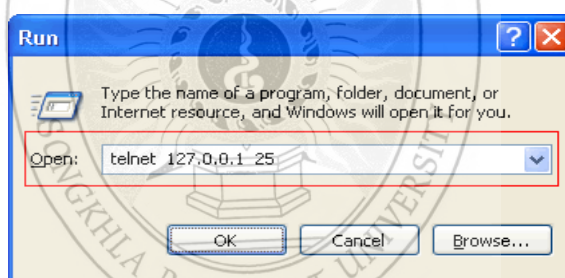 Run
Type the name of a program, folder, document, or
Internet resource, and Windows will open it for you.
Open: telnet 127.0.0.1 25
OK Cancel Browse...
SONGKHLA